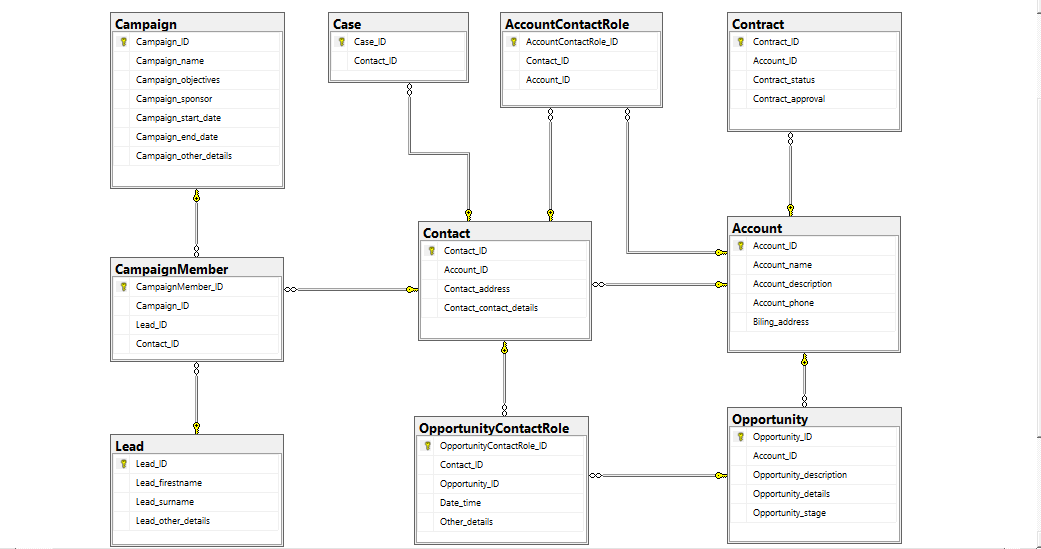 Campaign
Campaign_ID
Campaign_name
Campaign_objectives
Campaign_sponsor
Campaign_start_date
Campaign_end_date
Campaign_other_details
Case
Case_ID
Contact_ID
AccountContactRole
AccountContactRole_ID
Contact_ID
Account_ID
Contract
Contract_ID
Account_ID
Contract_status
Contract_approval
CampaignMember
CampaignMember_ID
Campaign_ID
Lead_ID
Contact_ID
Contact
Contact_ID
Account_ID
Contact_address
Contact_contact_details
Account
Account_ID
Account_name
Account_description
Account_phone
Biling_address
Lead
Lead_ID
Lead_firestname
Lead_surname
Lead_other_details
OpportunityContactRole
OpportunityContactRole_ID
Contact_ID
Opportunity_ID
Date_time
Other_details
Opportunity
Opportunity_ID
Account_ID
Opportunity_description
Opportunity_details
Opportunity_stage